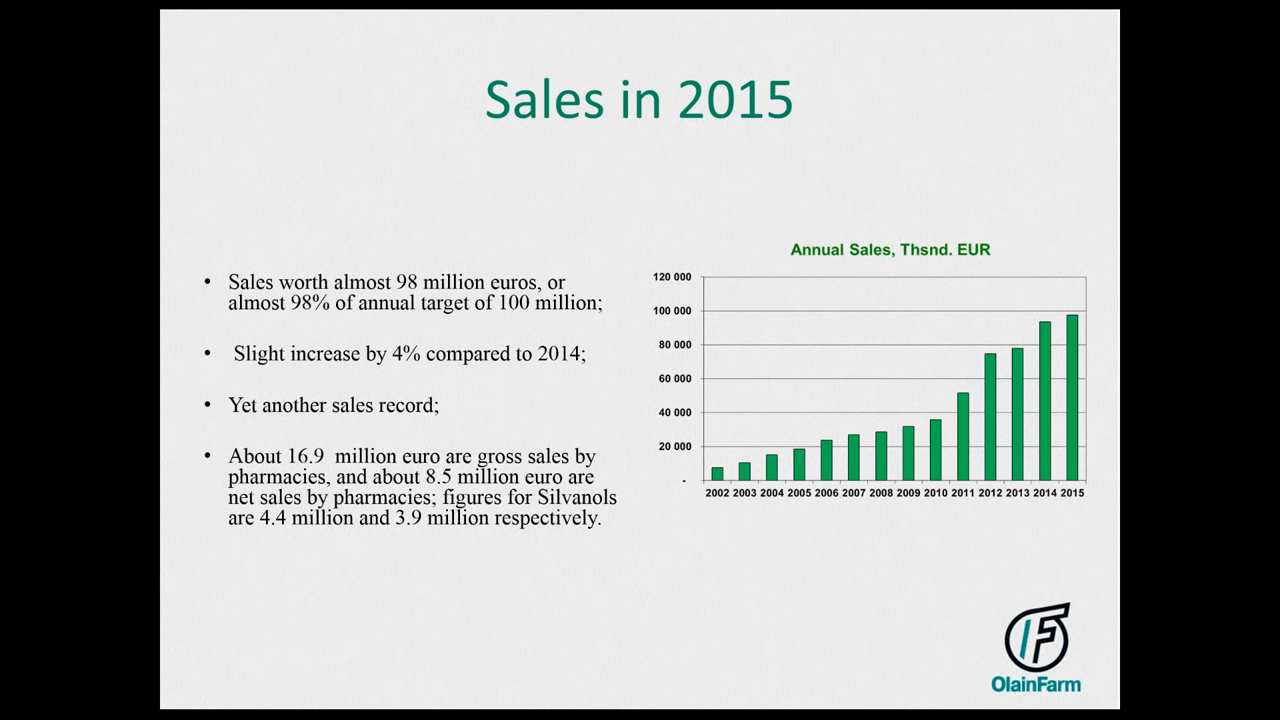 Sales in 2015
• Sales worth almost 98 million euros, or
almost 98% of annual target of 100 million;
• Slight increase by 4% compared to 2014;
• Yet another sales record;
• About 16.9 million euro are gross sales by
pharmacies, and about 8.5 million euro are
net sales by pharmacies; figures for Silvanols
are 4.4 million and 3.9 million respectively.
Annual Sales, Thsnd. EUR
120 000
100 000
80 000
60 000
40 000
20 000
-
2002 2003 2004 2005 2006 2007 2008 2009 2010 2011 2012 2013 2014 2015
OlainFarm